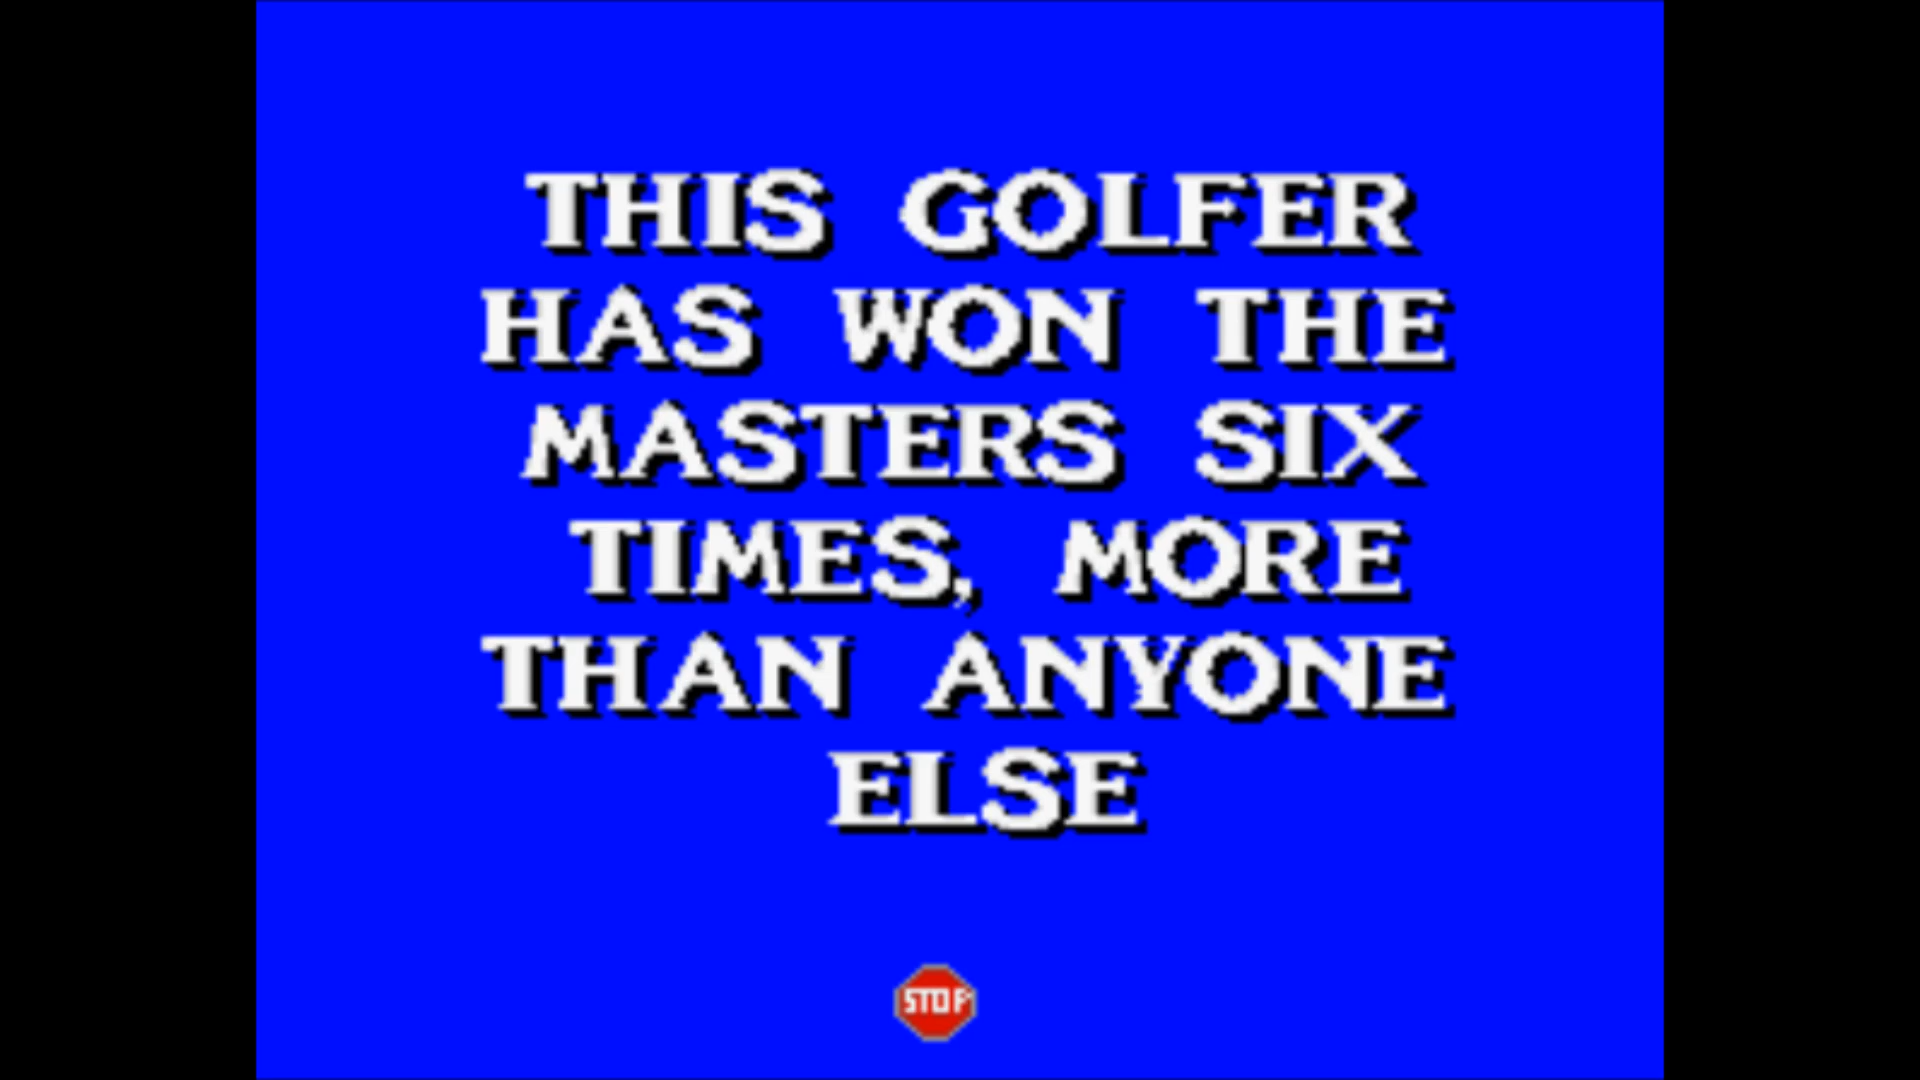 THIS GOLFER
HAS WON THE
MASTERS SIX
TIMES, MORE
THAN ANYONE
ELSE
STOP